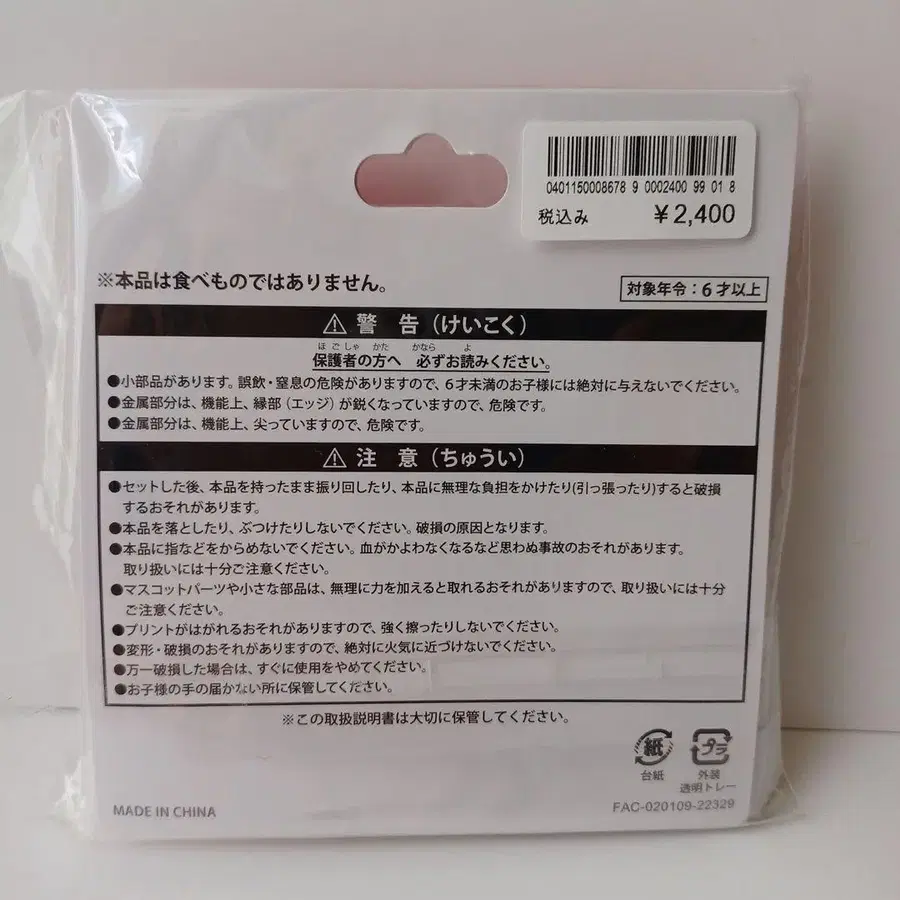 0401150008678 9 0002400 99 01 8
税込み ¥2,400
※本品は食べものではありません。
対象年令：6才以上
⚠ 警 告（けいこく）
ほごしゃ かた かなら よ
保護者の方へ 必ずお読みください。
●小部品があります。誤飲・窒息の危険がありますので、6才未満のお子様には絶対に与えないでください。
●金属部分は、機能上、縁部（エッジ）が鋭くなっていますので、危険です。
●金属部分は、機能上、尖っていますので、危険です。
⚠ 注 意（ちゅうい）
●セットした後、本品を持ったまま振り回したり、本品に無理な負担をかけたり(引っ張ったり)すると破損
するおそれがあります。
●本品を落としたり、ぶつけたりしないでください。破損の原因となります。
●本品に指などをからめないでください。血がかよわなくなるなど思わぬ事故のおそれがあります。
取り扱いには十分ご注意ください。
●マスコットパーツや小さな部品は、無理に力を加えると取れるおそれがありますので、取り扱いには十分
ご注意ください。
●プリントがはがれるおそれがありますので、強く擦ったりしないでください。
●変形・破損のおそれがありますので、絶対に火気に近づけないでください。
●万一破損した場合は、すぐに使用をやめてください。
●お子様の手の届かない所に保管してください。
※この取扱説明書は大切に保管してください。
紙 プラ
台紙 外装
透明トレー
MADE IN CHINA
FAC-020109-22329